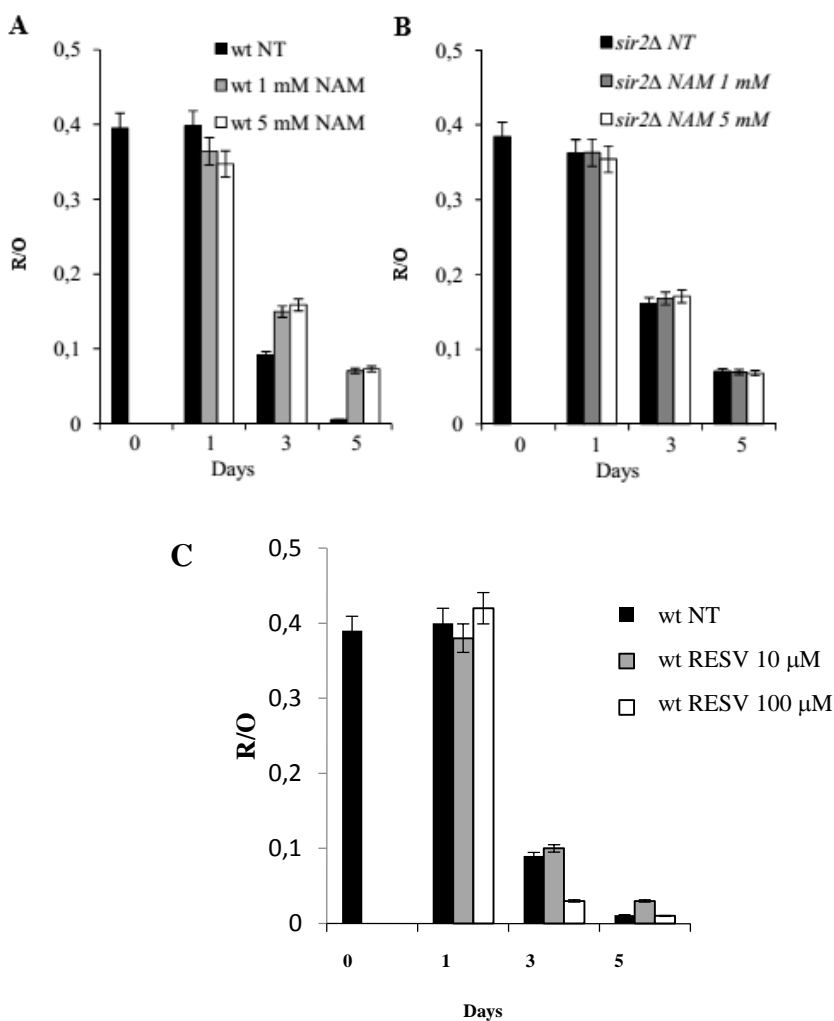 A
wt NT
wt 1 mM NAM
wt 5 mM NAM
0,5
0,4
0,3
0,2
0,1
0
R/O
0 1 3 5
Days
B
sir2Δ NT
sir2Δ NAM 1 mM
sir2Δ NAM 5 mM
0,5
0,4
0,3
0,2
0,1
0
R/O
0 1 3 5
Days
C
wt NT
wt RESV 10 μM
wt RESV 100 μM
0,5
0,4
0,3
0,2
0,1
0
R/O
0 1 3 5
Days